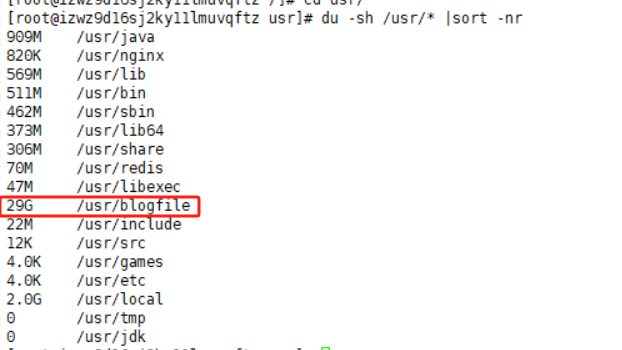 [root@izwz9d16sj2ky11lmuvqftz /]# cd usr/
[root@izwz9d16sj2ky11lmuvqftz usr]# du -sh /usr/* |sort -nr
909M /usr/java
820K /usr/nginx
569M /usr/lib
511M /usr/bin
462M /usr/sbin
373M /usr/lib64
306M /usr/share
70M /usr/redis
47M /usr/libexec
29G /usr/blogfile
22M /usr/include
12K /usr/src
4.0K /usr/games
4.0K /usr/etc
2.0G /usr/local
0 /usr/tmp
0 /usr/jdk